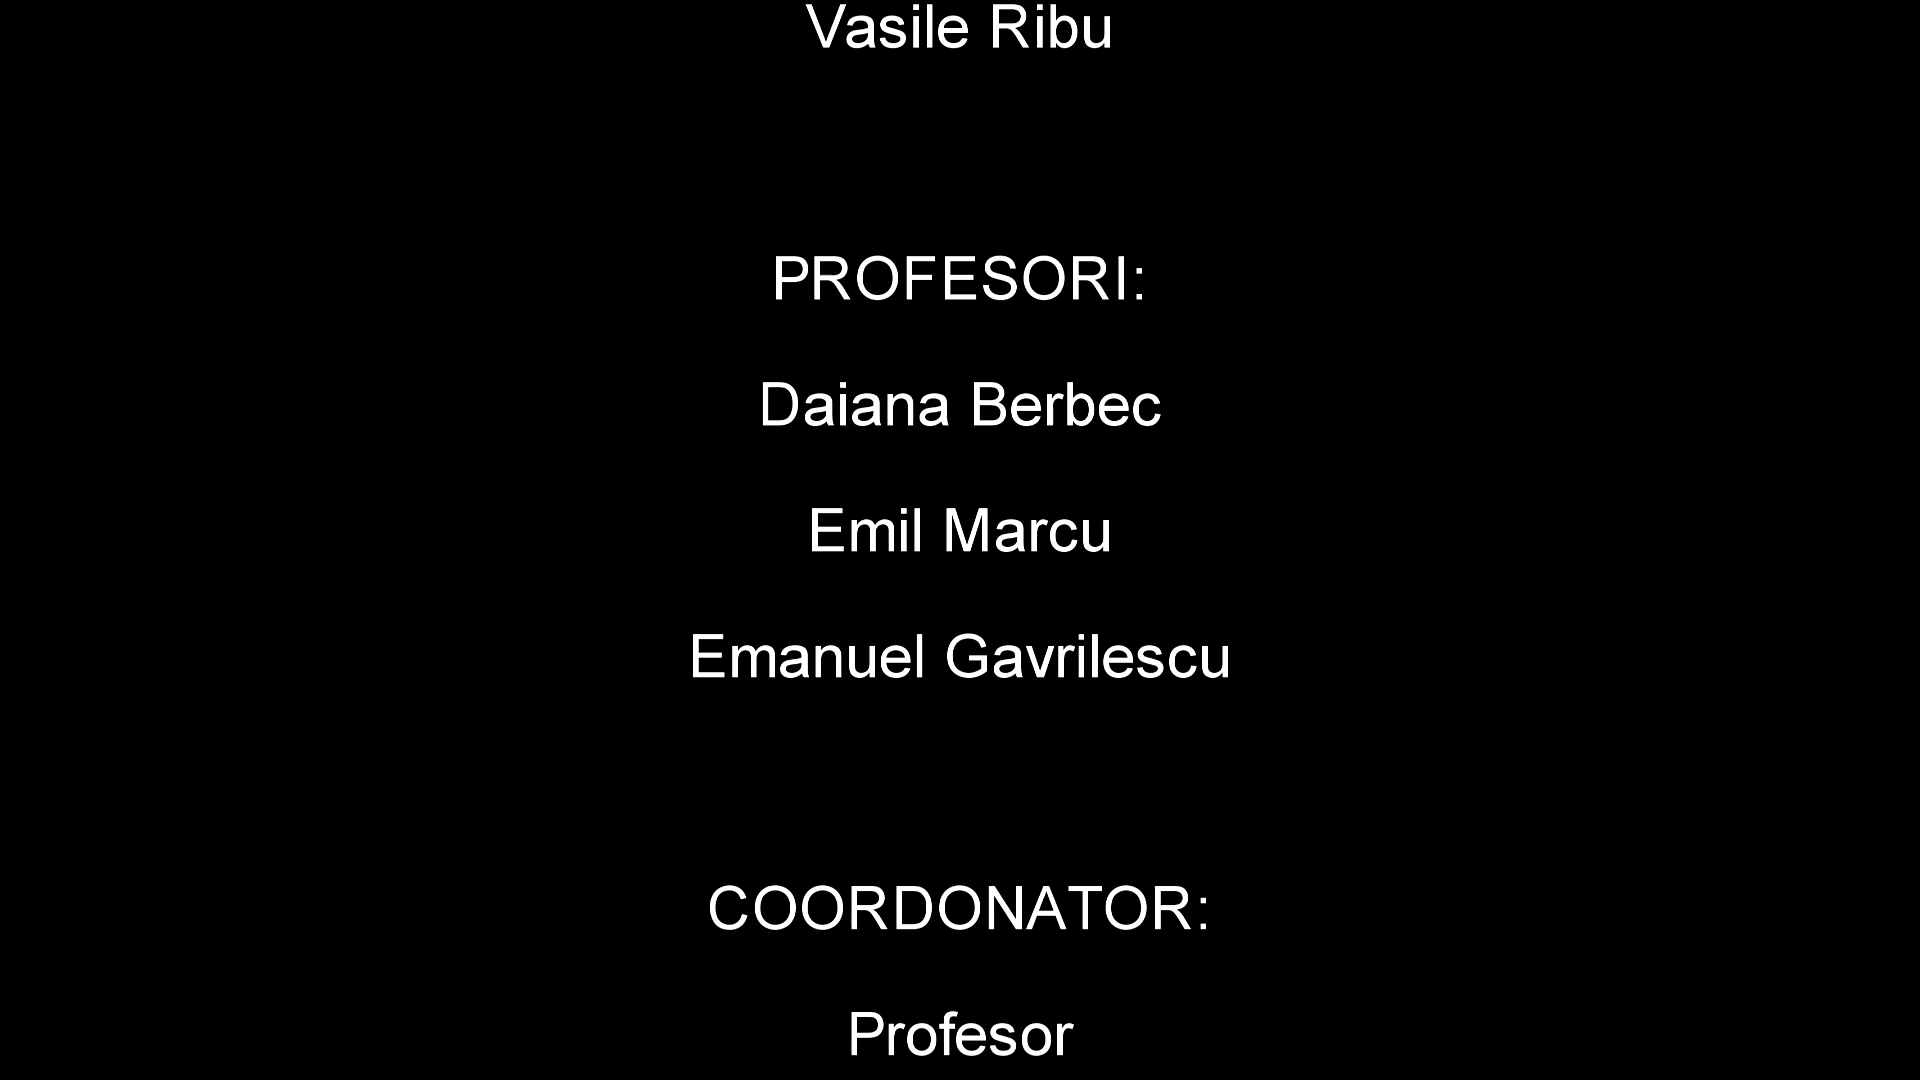 Vasile Ribu
PROFESORI:
Daiana Berbec
Emil Marcu
Emanuel Gavrilescu
COORDONATOR:
Profesor